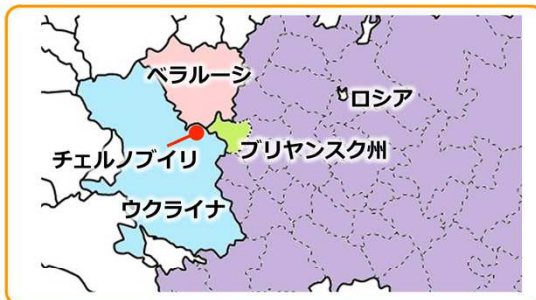 ベラルーシ
ロシア
チェルノブイリ
ブリヤンスク州
ウクライナ